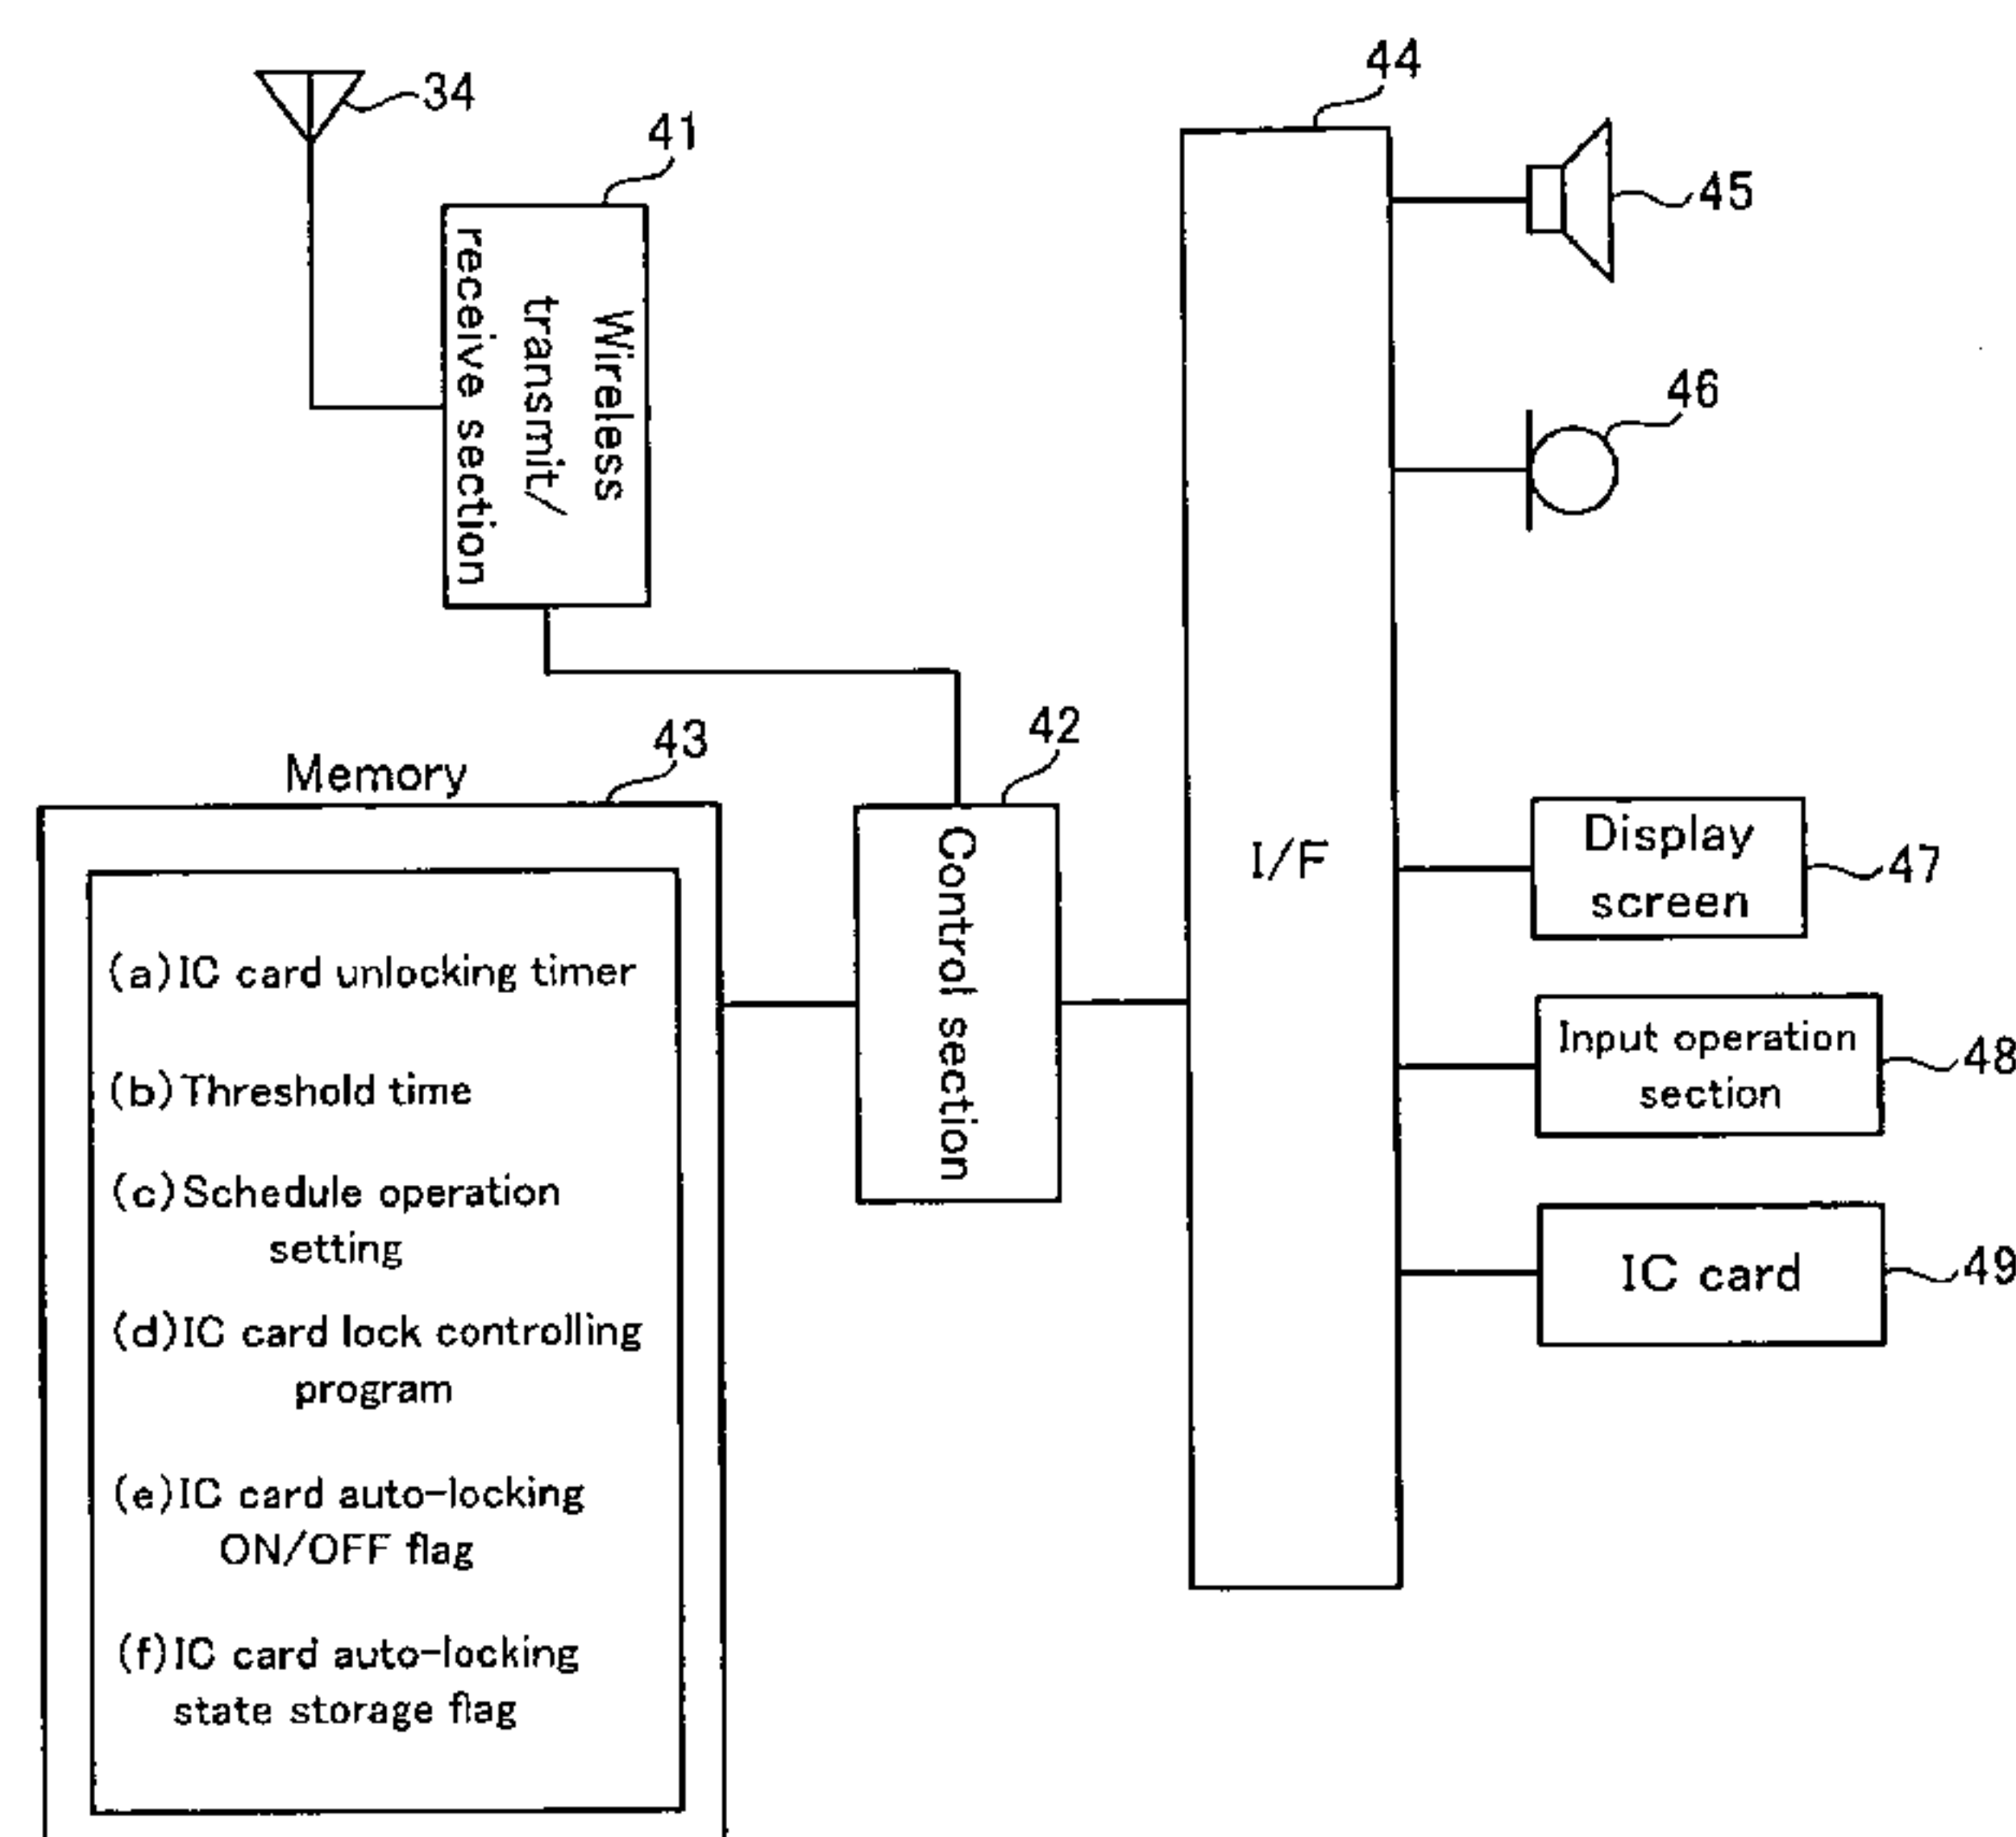 34
41
Wireless
transmit/
receive section
44
45
46
Memory
43
42
Control section
I/F
Display
screen
47
Input operation
section
48
IC card
49
(a)IC card unlocking timer
(b)Threshold time
(c)Schedule operation
setting
(d)IC card lock controlling
program
(e)IC card auto-locking
ON/OFF flag
(f)IC card auto-locking
state storage flag